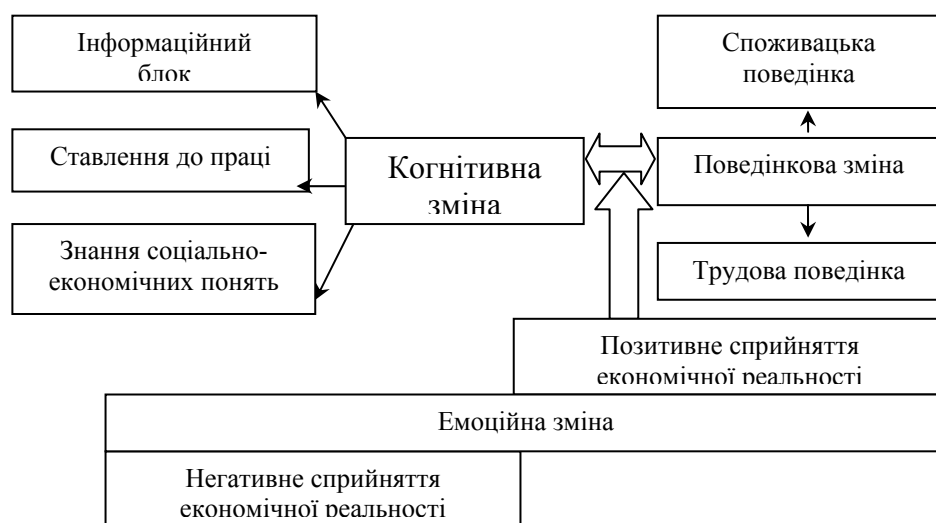 Інформаційний
блок
Ставлення до праці
Знання соціально-
економічних понять
Когнітивна
зміна
Споживацька
поведінка
Поведінкова зміна
Трудова поведінка
Позитивне сприйняття
економічної реальності
Емоційна зміна
Негативне сприйняття
економічної реальності